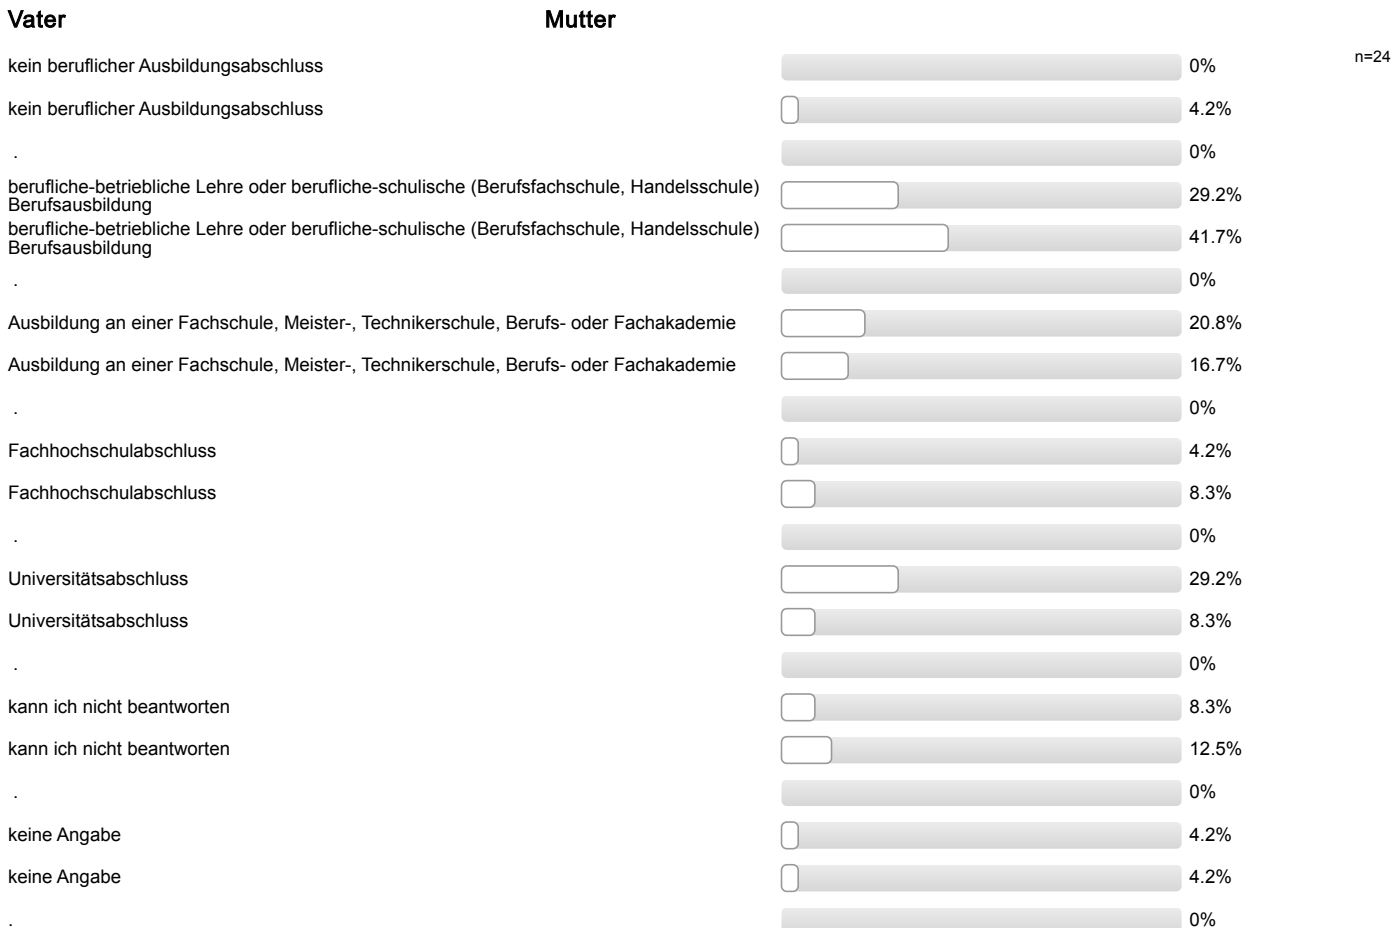 Vater Mutter
n=24
kein beruflicher Ausbildungsabschluss 0%
kein beruflicher Ausbildungsabschluss 4.2%
. 0%
berufliche-betriebliche Lehre oder berufliche-schulische (Berufsfachschule, Handelsschule)
Berufsausbildung 29.2%
berufliche-betriebliche Lehre oder berufliche-schulische (Berufsfachschule, Handelsschule)
Berufsausbildung 41.7%
. 0%
Ausbildung an einer Fachschule, Meister-, Technikerschule, Berufs- oder Fachakademie 20.8%
Ausbildung an einer Fachschule, Meister-, Technikerschule, Berufs- oder Fachakademie 16.7%
. 0%
Fachhochschulabschluss 4.2%
Fachhochschulabschluss 8.3%
. 0%
Universitätsabschluss 29.2%
Universitätsabschluss 8.3%
. 0%
kann ich nicht beantworten 8.3%
kann ich nicht beantworten 12.5%
. 0%
keine Angabe 4.2%
keine Angabe 4.2%
. 0%